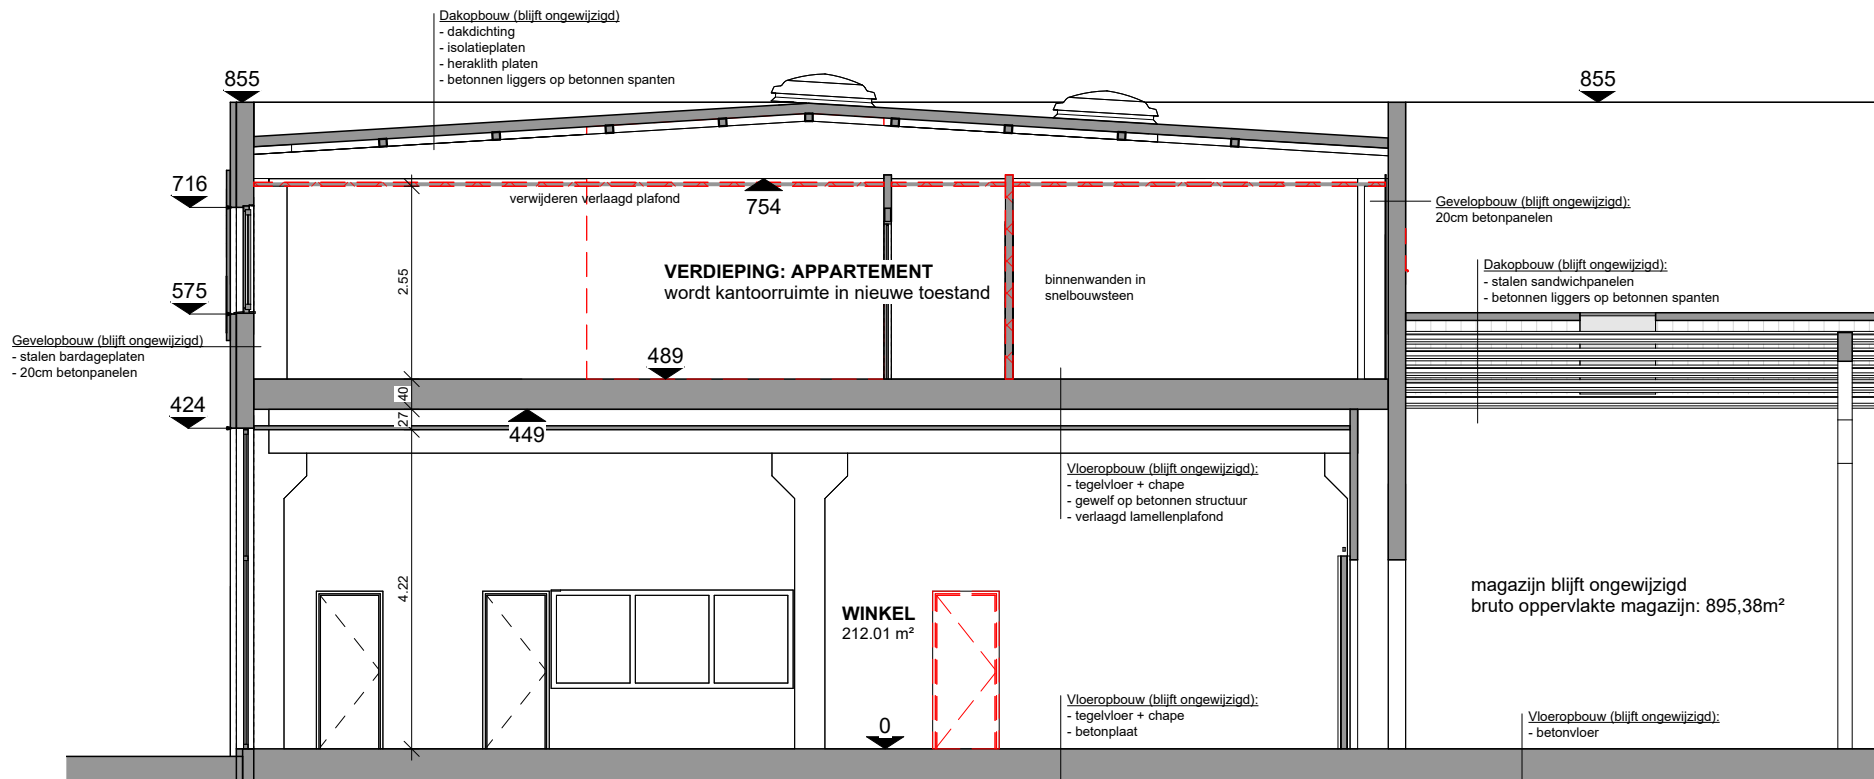 Dakopbouw (blijft ongewijzigd)
- dakdichting
- isolatieplaten
- heraklith platen
- betonnen liggers op betonnen spanten
855
855
716
verwijderen verlaagd plafond
754
Gevelopbouw (blijft ongewijzigd):
20cm betonpanelen
2.55
VERDIEPING: APPARTEMENT
wordt kantoorruimte in nieuwe toestand
binnenwanden in
snelbouwsteen
Dakopbouw (blijft ongewijzigd):
- stalen sandwichpanelen
- betonnen liggers op betonnen spanten
575
Gevelopbouw (blijft ongewijzigd)
- stalen bardageplaten
- 20cm betonpanelen
489
40
424
27
449
Vloeropbouw (blijft ongewijzigd):
- tegelvloer + chape
- gewelf op betonnen structuur
- verlaagd lamellenplafond
4.22
WINKEL
212.01 m²
magazijn blijft ongewijzigd
bruto oppervlakte magazijn: 895,38m²
0
Vloeropbouw (blijft ongewijzigd):
- tegelvloer + chape
- betonplaat
Vloeropbouw (blijft ongewijzigd):
- betonvloer